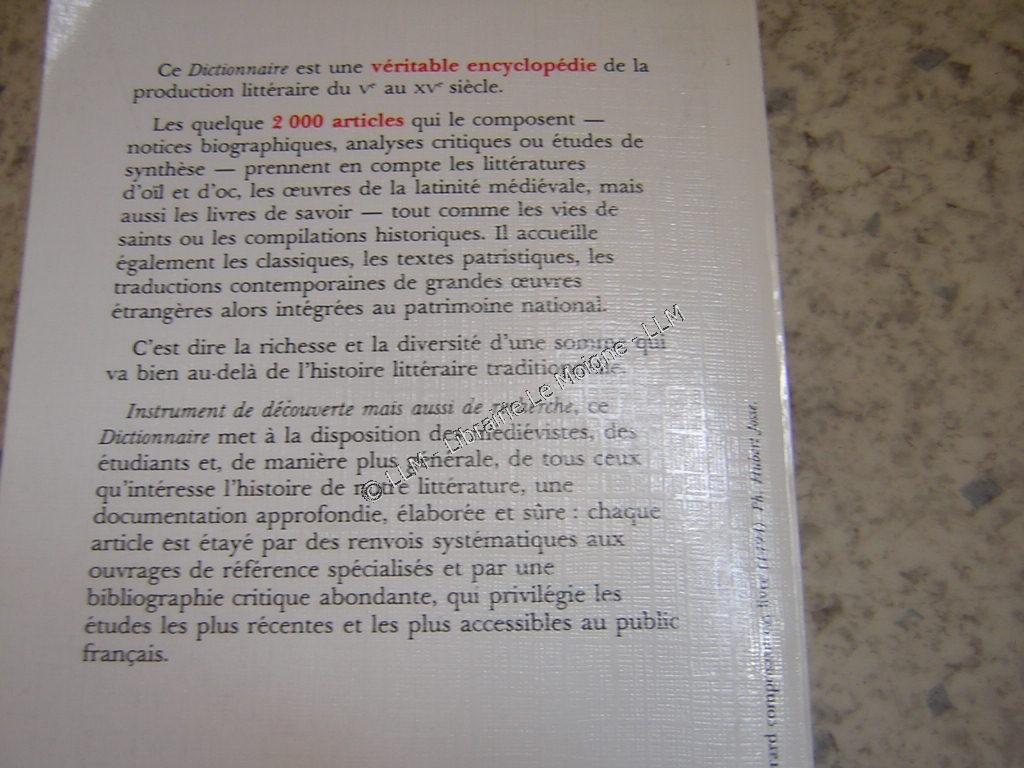 Ce Dictionnaire est une véritable encyclopédie de la
production littéraire du Ve au XVe siècle.
Les quelque 2 000 articles qui le composent —
notices biographiques, analyses critiques ou études de
synthèse — prennent en compte les littératures
d'oïl et d'oc, les œuvres de la latinité médiévale, mais
aussi les livres de savoir — tout comme les vies de
saints ou les compilations historiques. Il accueille
également les classiques, les textes patristiques, les
traductions contemporaines de grandes œuvres
étrangères alors intégrées au patrimoine national.
C'est dire la richesse et la diversité d'une somme qui
va bien au-delà de l'histoire littéraire traditionnelle.
Instrument de découverte mais aussi de recherche, ce
Dictionnaire met à la disposition des médiévistes, des
étudiants et, de manière plus générale, de tous ceux
qu'intéresse l'histoire de notre littérature, une
documentation approfondie, élaborée et sûre : chaque
article est étayé par des renvois systématiques aux
ouvrages de référence spécialisés et par une
bibliographie critique abondante, qui privilégie les
études les plus récentes et les plus accessibles au public
français.
© LLM - Librairie Le Moigne - LLM
livre (1494). Ph. Hubert Josse.